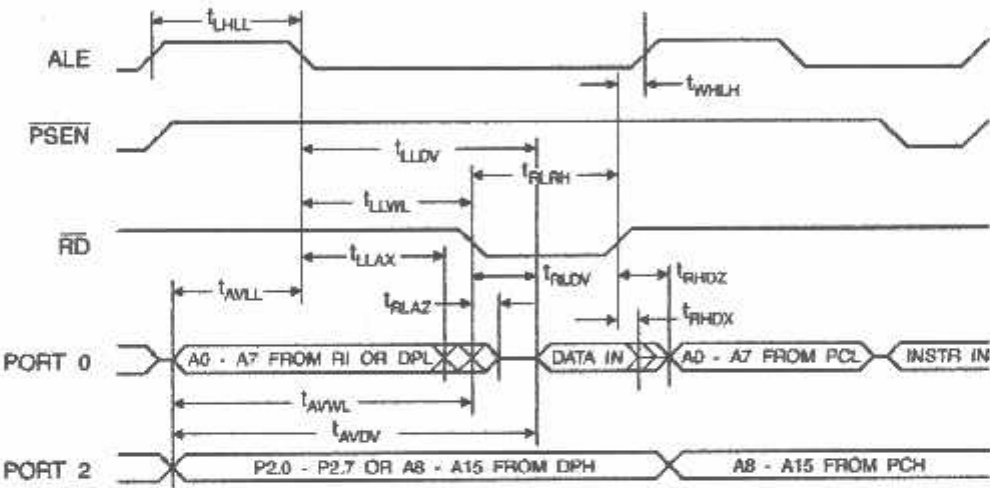 tLHLL
ALE
tWHLH
PSEN
tLLDV
tRLRH
tLLWL
RD
tLLAX
tRLDV
tRHDZ
tAVLL
tRLAZ
tRHDX
PORT 0
A0 - A7 FROM RI OR DPL
DATA IN
A0 - A7 FROM PCL
INSTR IN
tAVWL
tAVDV
PORT 2
P2.0 - P2.7 OR A8 - A15 FROM DPH
A8 - A15 FROM PCH